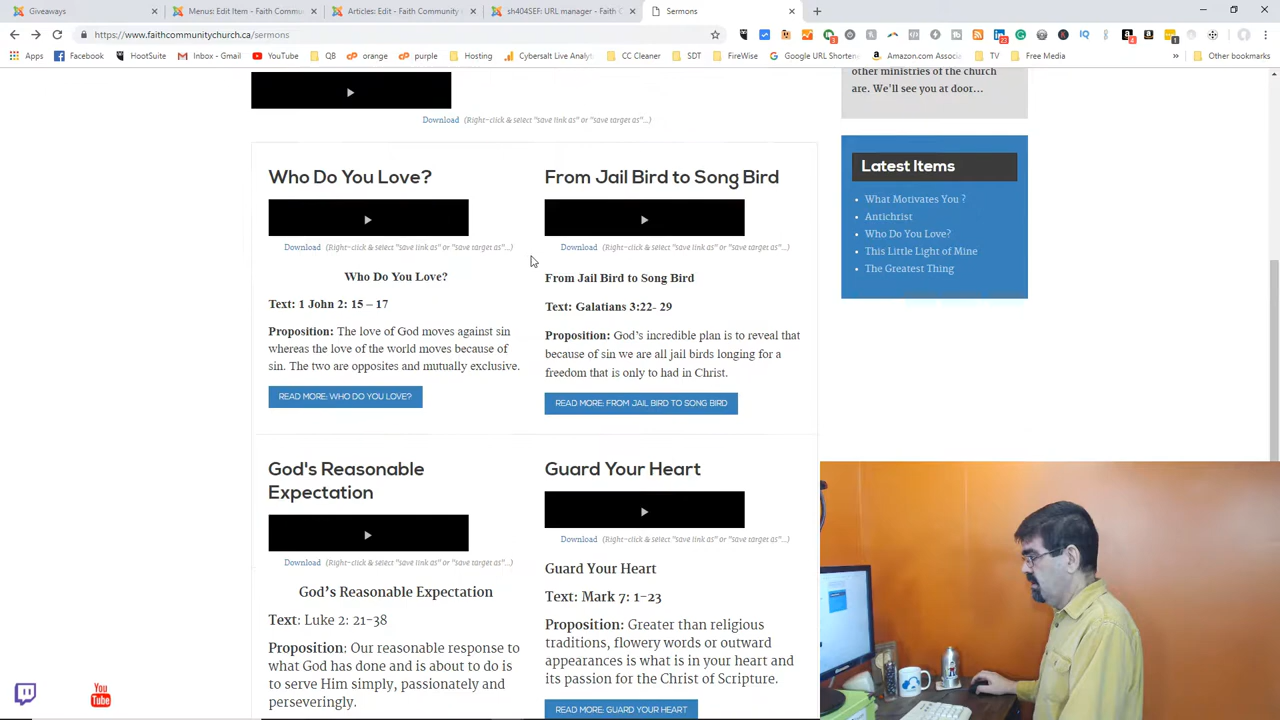 Giveaways
Menus: Edit Item - Faith Commu
Articles: Edit - Faith Community C
sh404SEF: URL manager - Faith C
Sermons
https://www.faithcommunitychurch.ca/sermons
Apps
Facebook
HootSuite
Inbox - Gmail
YouTube
QB
orange
purple
Hosting
Cybersalt Live Analy
CC Cleaner
SDT
FireWise
Google URL Shorten
Amazon.com Associ
TV
Free Media
Other bookmarks
other ministries of the church
are. We'll see you at door...
Download (Right-click & select "save link as" or "save target as"...)
Latest Items
What Motivates You ?
Antichrist
Who Do You Love?
This Little Light of Mine
The Greatest Thing
Who Do You Love?
Download (Right-click & select "save link as" or "save target as"...)
Who Do You Love?
Text: 1 John 2: 15 – 17
Proposition: The love of God moves against sin
whereas the love of the world moves because of
sin. The two are opposites and mutually exclusive.
READ MORE: WHO DO YOU LOVE?
From Jail Bird to Song Bird
Download (Right-click & select "save link as" or "save target as"...)
From Jail Bird to Song Bird
Text: Galatians 3:22- 29
Proposition: God's incredible plan is to reveal that
because of sin we are all jail birds longing for a
freedom that is only to had in Christ.
READ MORE: FROM JAIL BIRD TO SONG BIRD
God's Reasonable
Expectation
Download (Right-click & select "save link as" or "save target as"...)
God's Reasonable Expectation
Text: Luke 2: 21-38
Proposition: Our reasonable response to
what God has done and is about to do is
to serve Him simply, passionately and
perseveringly.
Guard Your Heart
Download (Right-click & select "save link as" or "save target as"...)
Guard Your Heart
Text: Mark 7: 1-23
Proposition: Greater than religious
traditions, flowery words or outward
appearances is what is in your heart and
its passion for the Christ of Scripture.
READ MORE: GUARD YOUR HEART
You
Tube